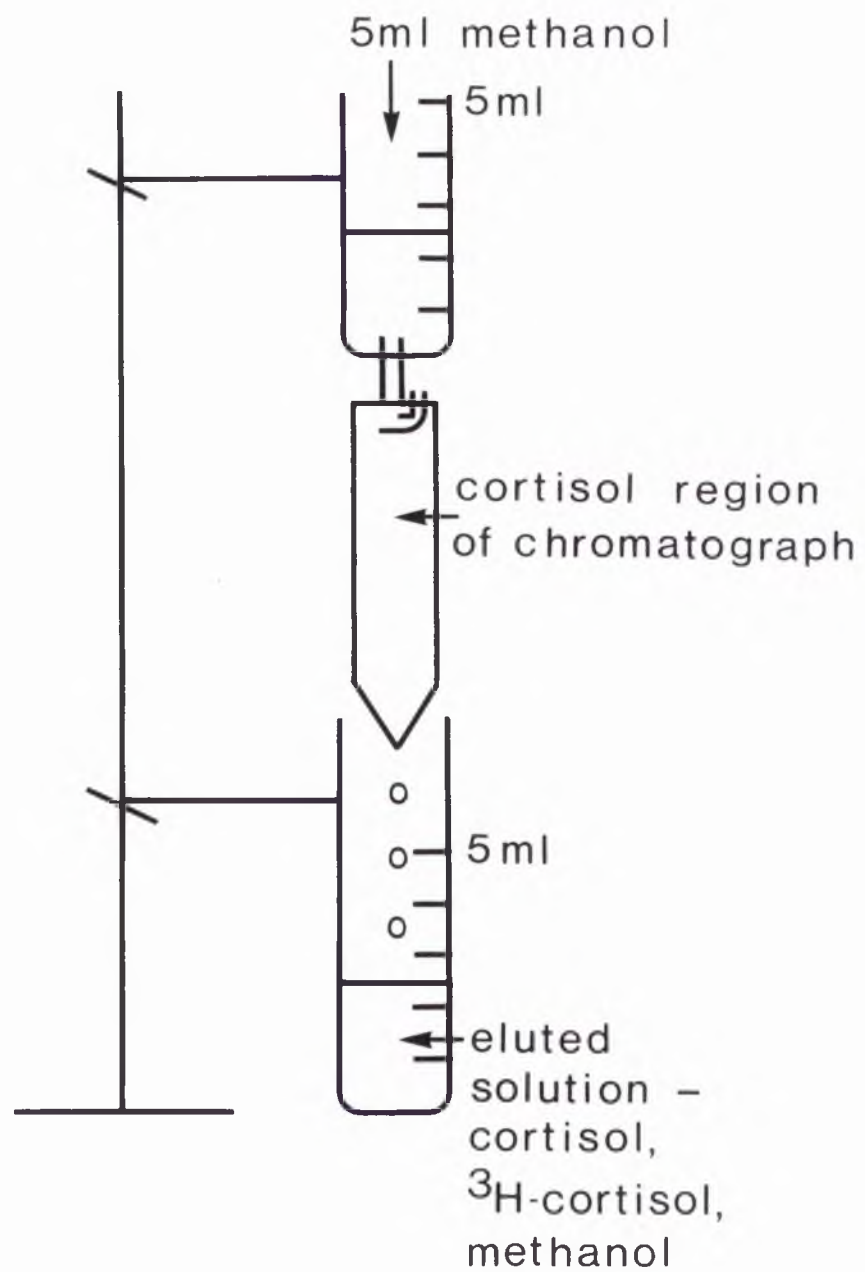 5ml methanol
5ml
cortisol region
of chromatograph
5ml
eluted
solution –
cortisol,
³H-cortisol,
methanol